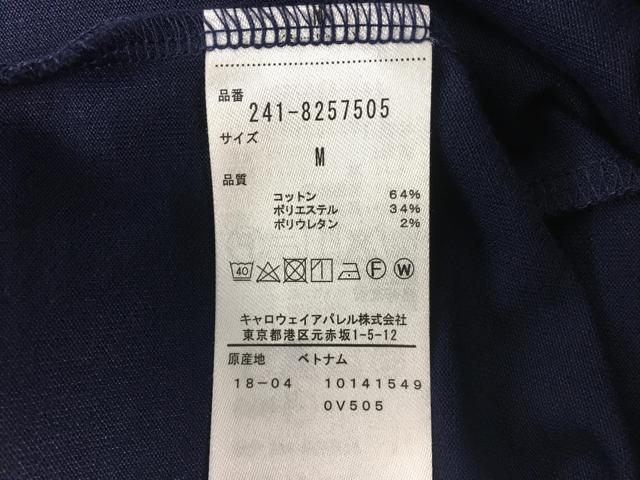 M
品番
241-8257505
サイズ
M
品質
コットン 64%
ポリエステル 34%
ポリウレタン 2%
40 F W
キャロウェイアパレル株式会社
東京都港区元赤坂1-5-12
原産地 ベトナム
18-04 10141549
0V505